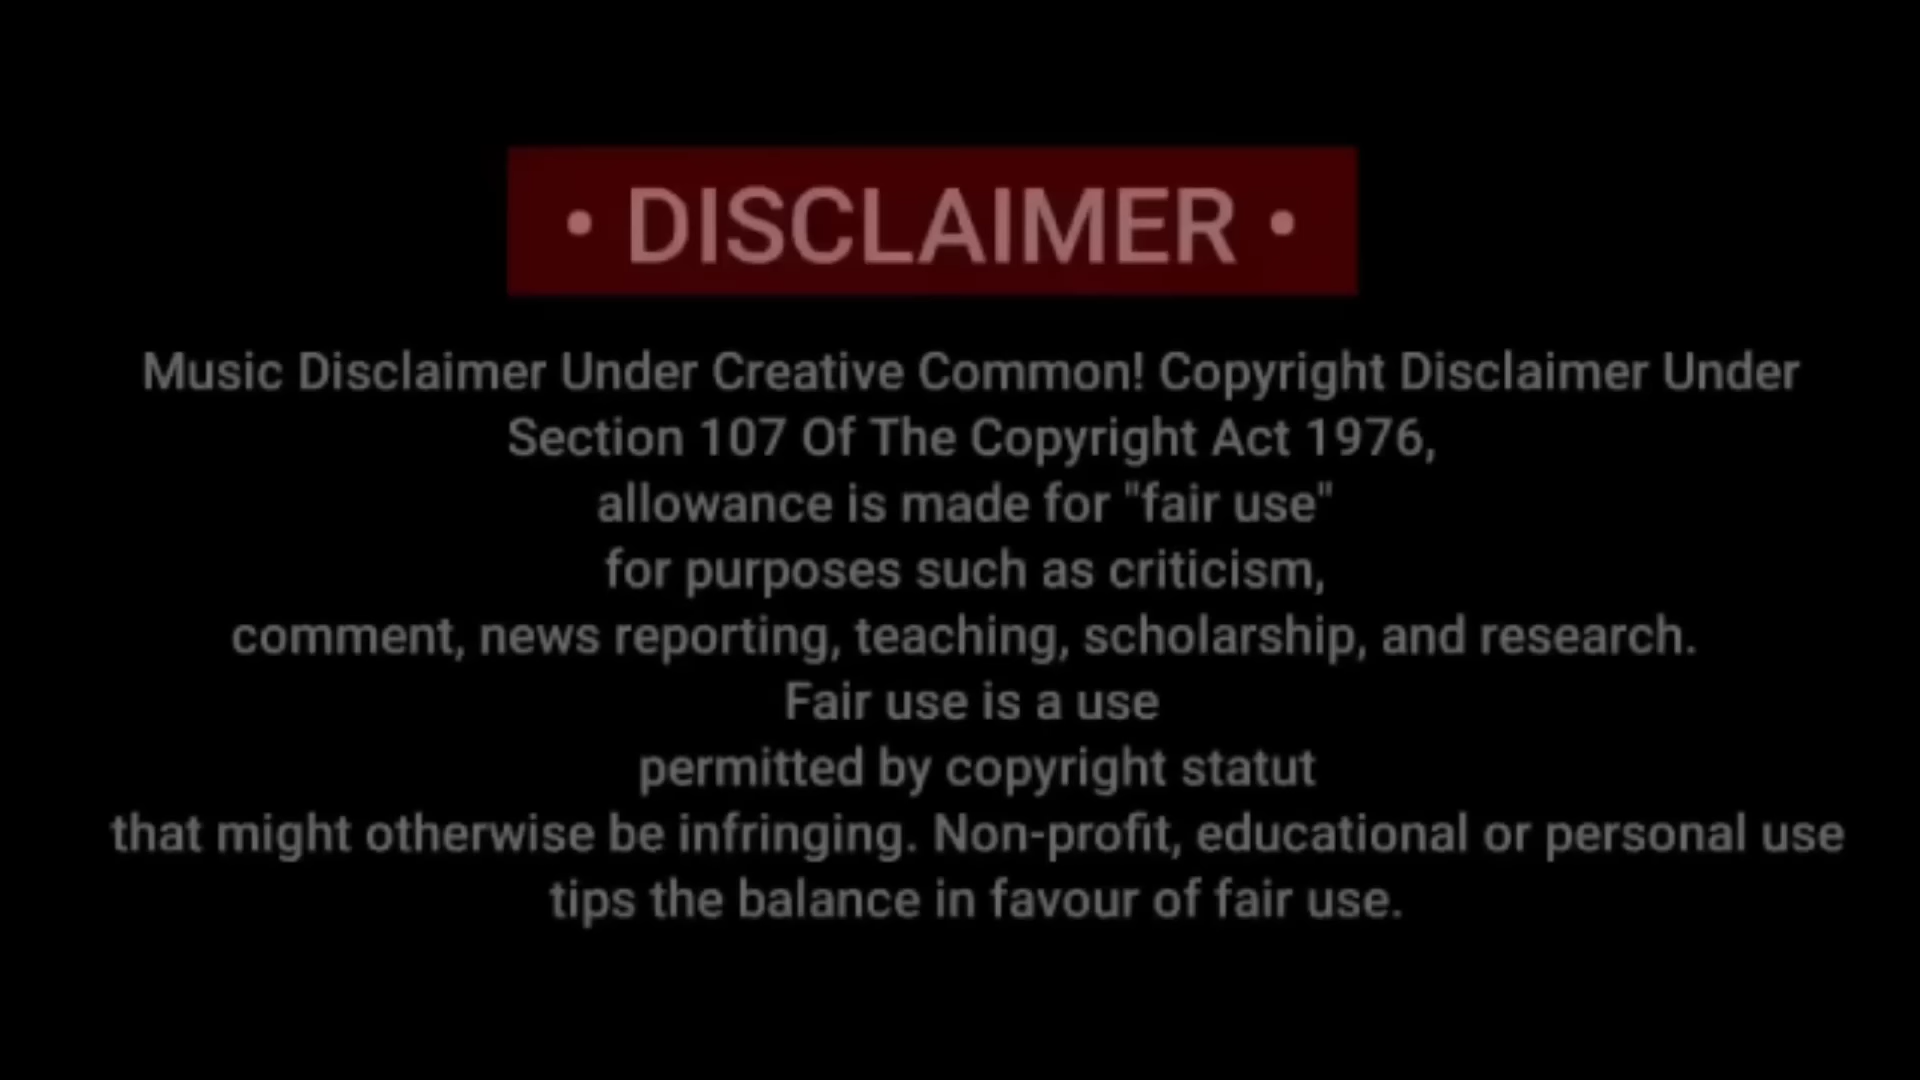 • DISCLAIMER •
Music Disclaimer Under Creative Common! Copyright Disclaimer Under
Section 107 Of The Copyright Act 1976,
allowance is made for "fair use"
for purposes such as criticism,
comment, news reporting, teaching, scholarship, and research.
Fair use is a use
permitted by copyright statut
that might otherwise be infringing. Non-profit, educational or personal use
tips the balance in favour of fair use.